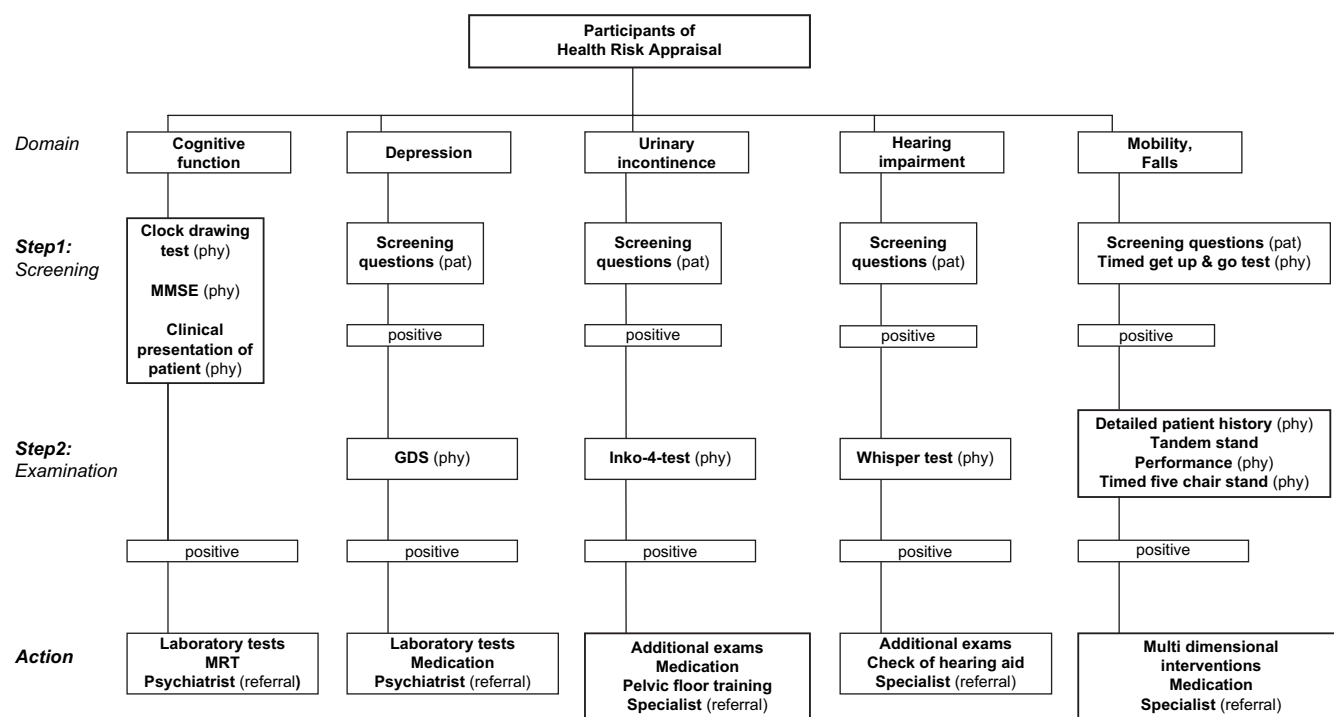 Participants of
Health Risk Appraisal
Domain
Cognitive
function
Depression
Urinary
incontinence
Hearing
impairment
Mobility,
Falls
Step1:
Screening
Clock drawing
test (phy)
MMSE (phy)
Clinical
presentation of
patient (phy)
Screening
questions (pat)
Screening
questions (pat)
Screening
questions (pat)
Screening questions (pat)
Timed get up & go test (phy)
positive
positive
positive
positive
Step2:
Examination
GDS (phy)
Inko-4-test (phy)
Whisper test (phy)
Detailed patient history (phy)
Tandem stand
Performance (phy)
Timed five chair stand (phy)
positive
positive
positive
positive
positive
Action
Laboratory tests
MRT
Psychiatrist (referral)
Laboratory tests
Medication
Psychiatrist (referral)
Additional exams
Medication
Pelvic floor training
Specialist (referral)
Additional exams
Check of hearing aid
Specialist (referral)
Multi dimensional
interventions
Medication
Specialist (referral)